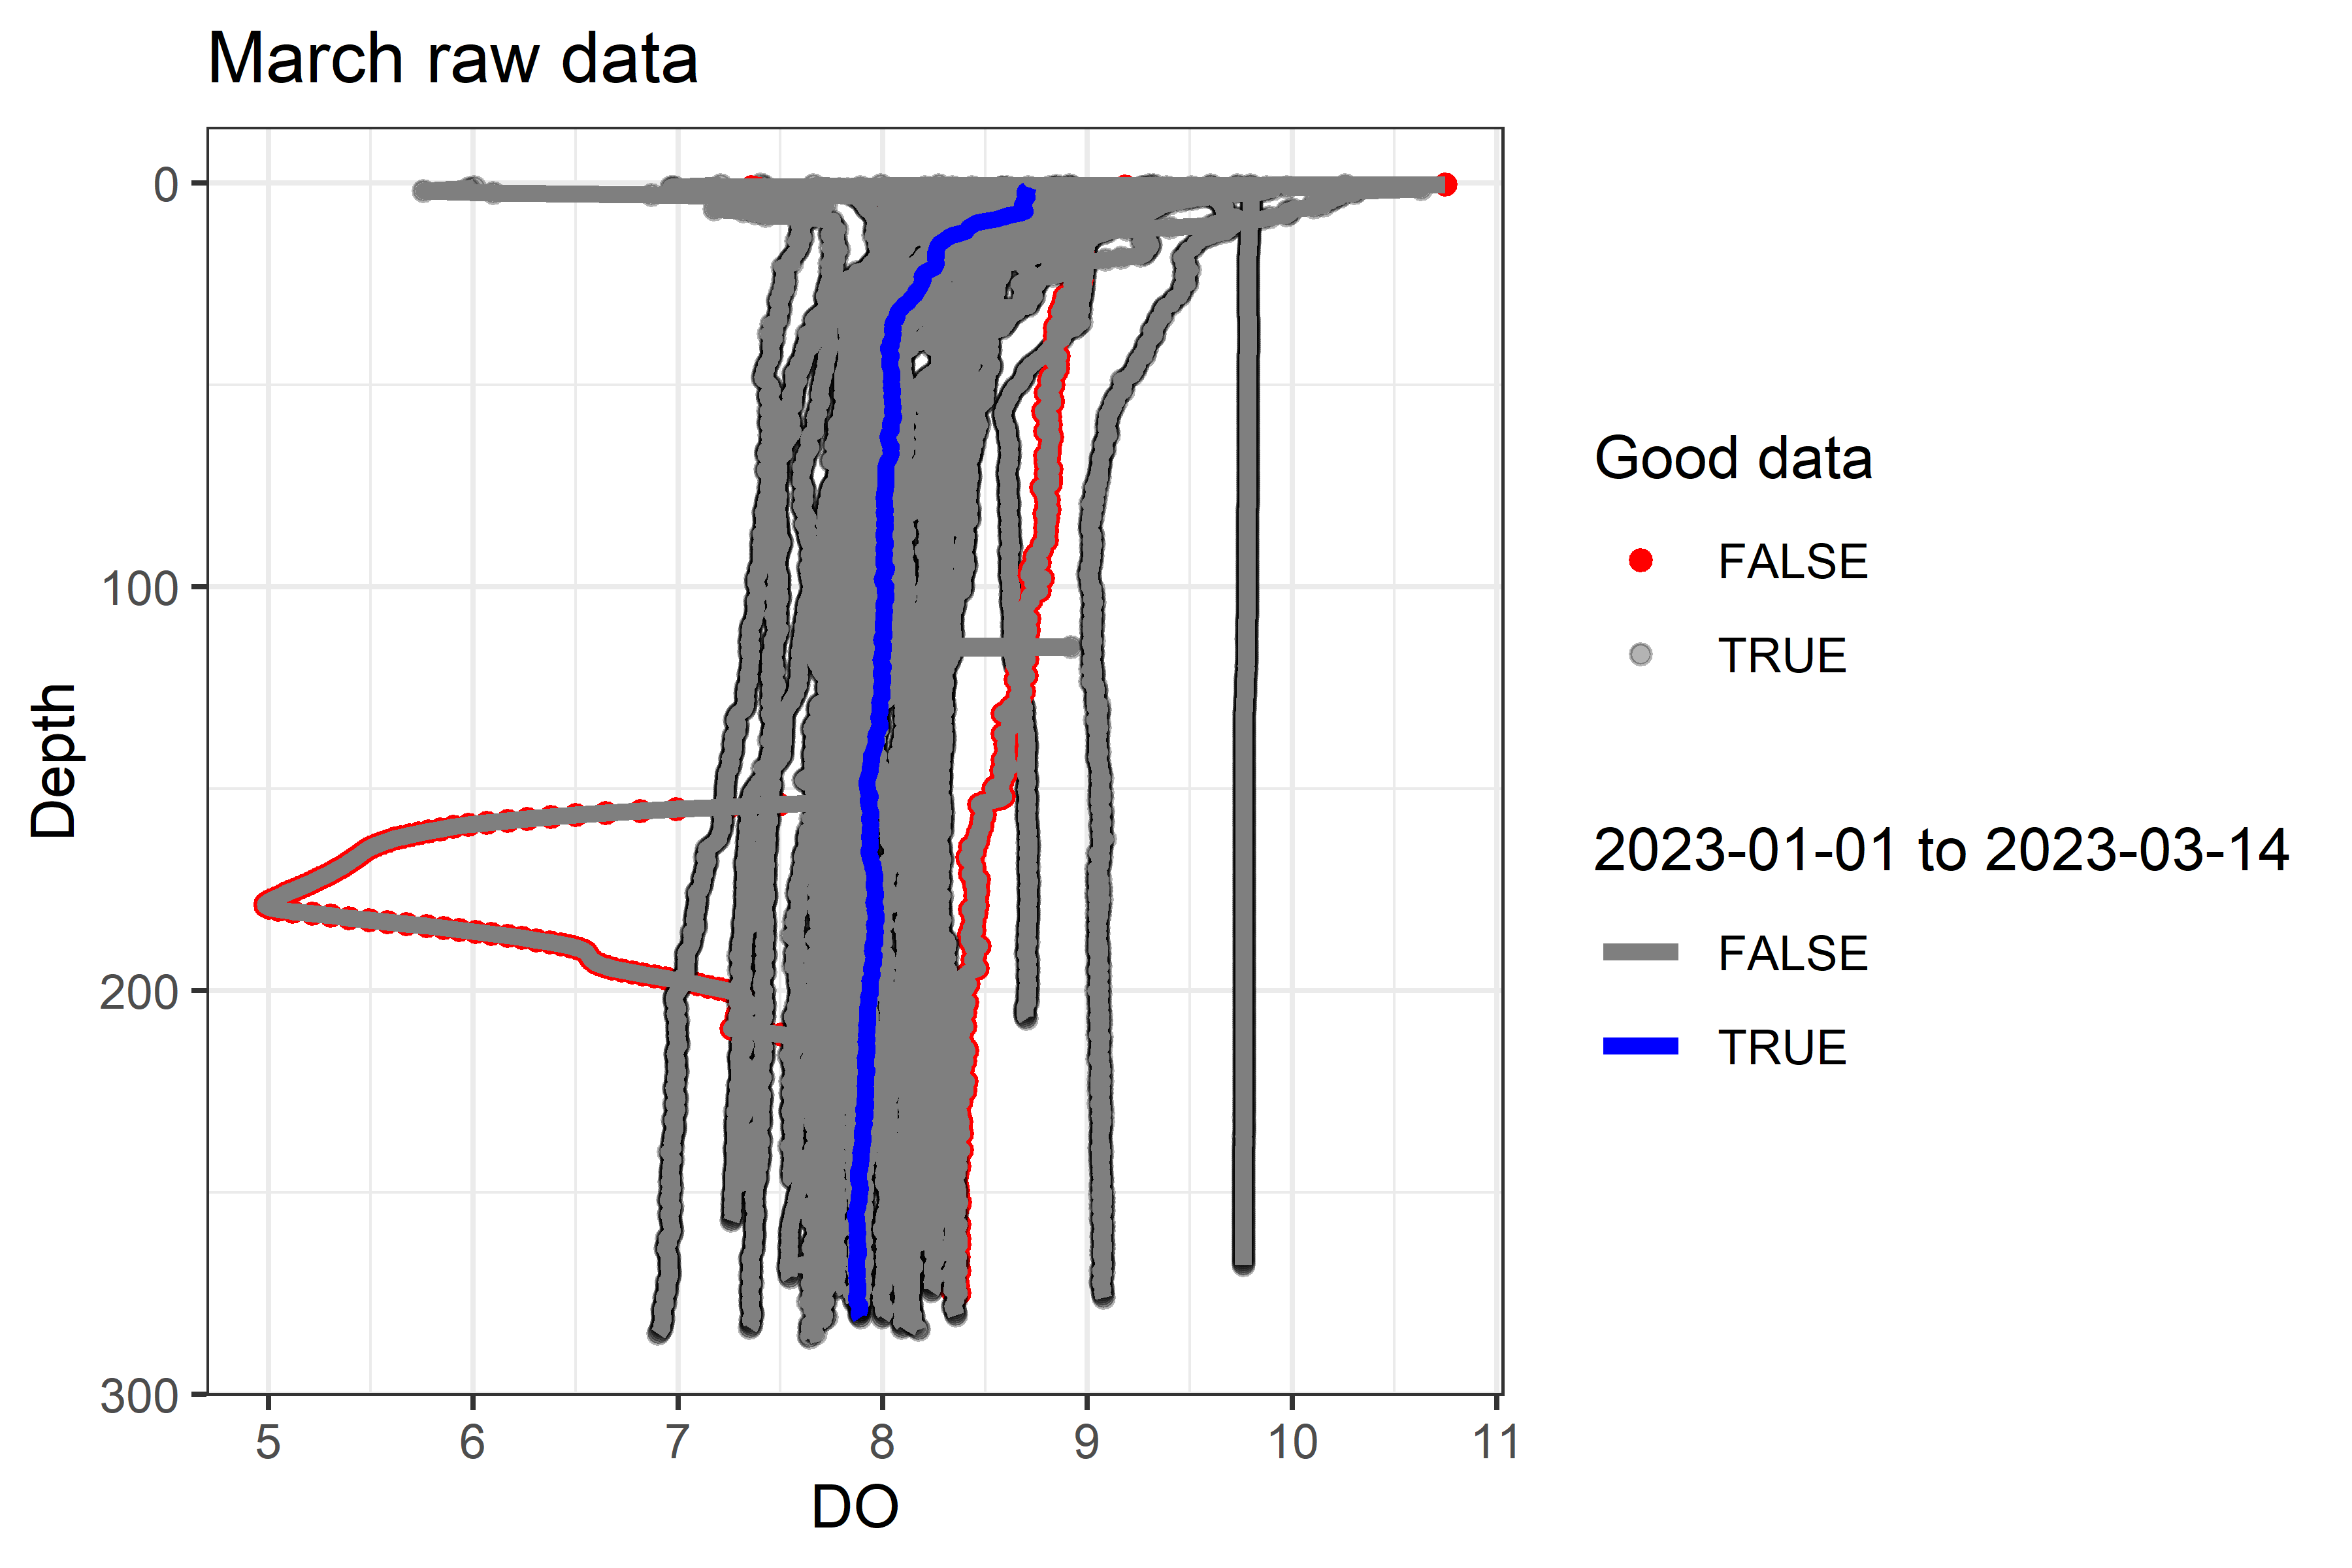 March raw data
0
100
200
300
Depth
5 6 7 8 9 10 11
DO
Good data
FALSE
TRUE
2023-01-01 to 2023-03-14
FALSE
TRUE